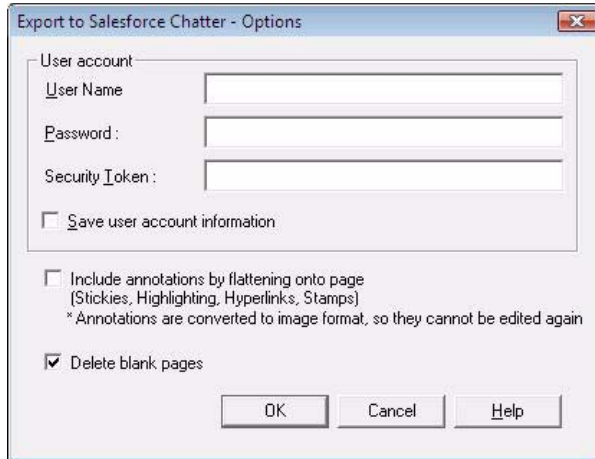 Export to Salesforce Chatter - Options
User account
User Name
Password :
Security Token :
Save user account information
Include annotations by flattening onto page
(Stickies, Highlighting, Hyperlinks, Stamps)
* Annotations are converted to image format, so they cannot be edited again
Delete blank pages
OK Cancel Help